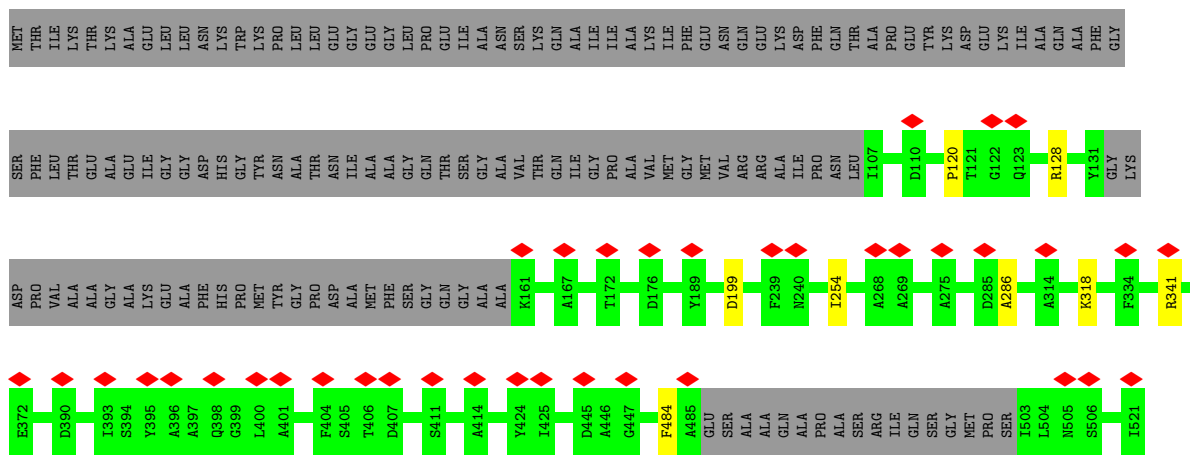 MET THR ILE LYS THR LYS ALA GLU LEU LEU ASN LYS TRP LYS PRO LEU LEU GLU GLY GLU GLY LEU PRO GLU ILE ALA ASN SER LYS GLN ALA ILE ILE ALA LYS ILE PHE GLU ASN GLN GLU LYS ASP PHE GLN THR ALA PRO GLU TYR LYS ASP GLU LYS ILE ALA GLN ALA PHE GLY
SER PHE LEU THR GLU ALA GLU ILE GLY GLY ASP HIS GLY TYR ASN ALA THR ASN ILE ALA ALA GLY GLN THR SER GLY ALA VAL THR GLN ILE GLY PRO ALA VAL MET GLY MET VAL ARG ARG ALA ILE PRO ASN LEU I107 D110 P120 T121 G122 Q123 R128 Y131 GLY LYS
ASP PRO VAL ALA ALA GLY ALA LYS GLU ALA PHE HIS PRO MET TYR GLY PRO ASP ALA MET PHE SER GLY GLN GLY ALA ALA K161 A167 T172 D176 Y189 D199 F239 N240 I254 A268 A269 A275 D285 A286 A314 K318 F334 R341
E372 D390 I393 S394 Y395 A396 A397 Q398 G399 L400 A401 F404 S405 T406 D407 S411 A414 Y424 I425 D445 A446 G447 F484 A485 GLU SER ALA ALA GLN ALA PRO ALA SER ARG ILE GLN SER GLY MET PRO SER I503 L504 N505 S506 I521